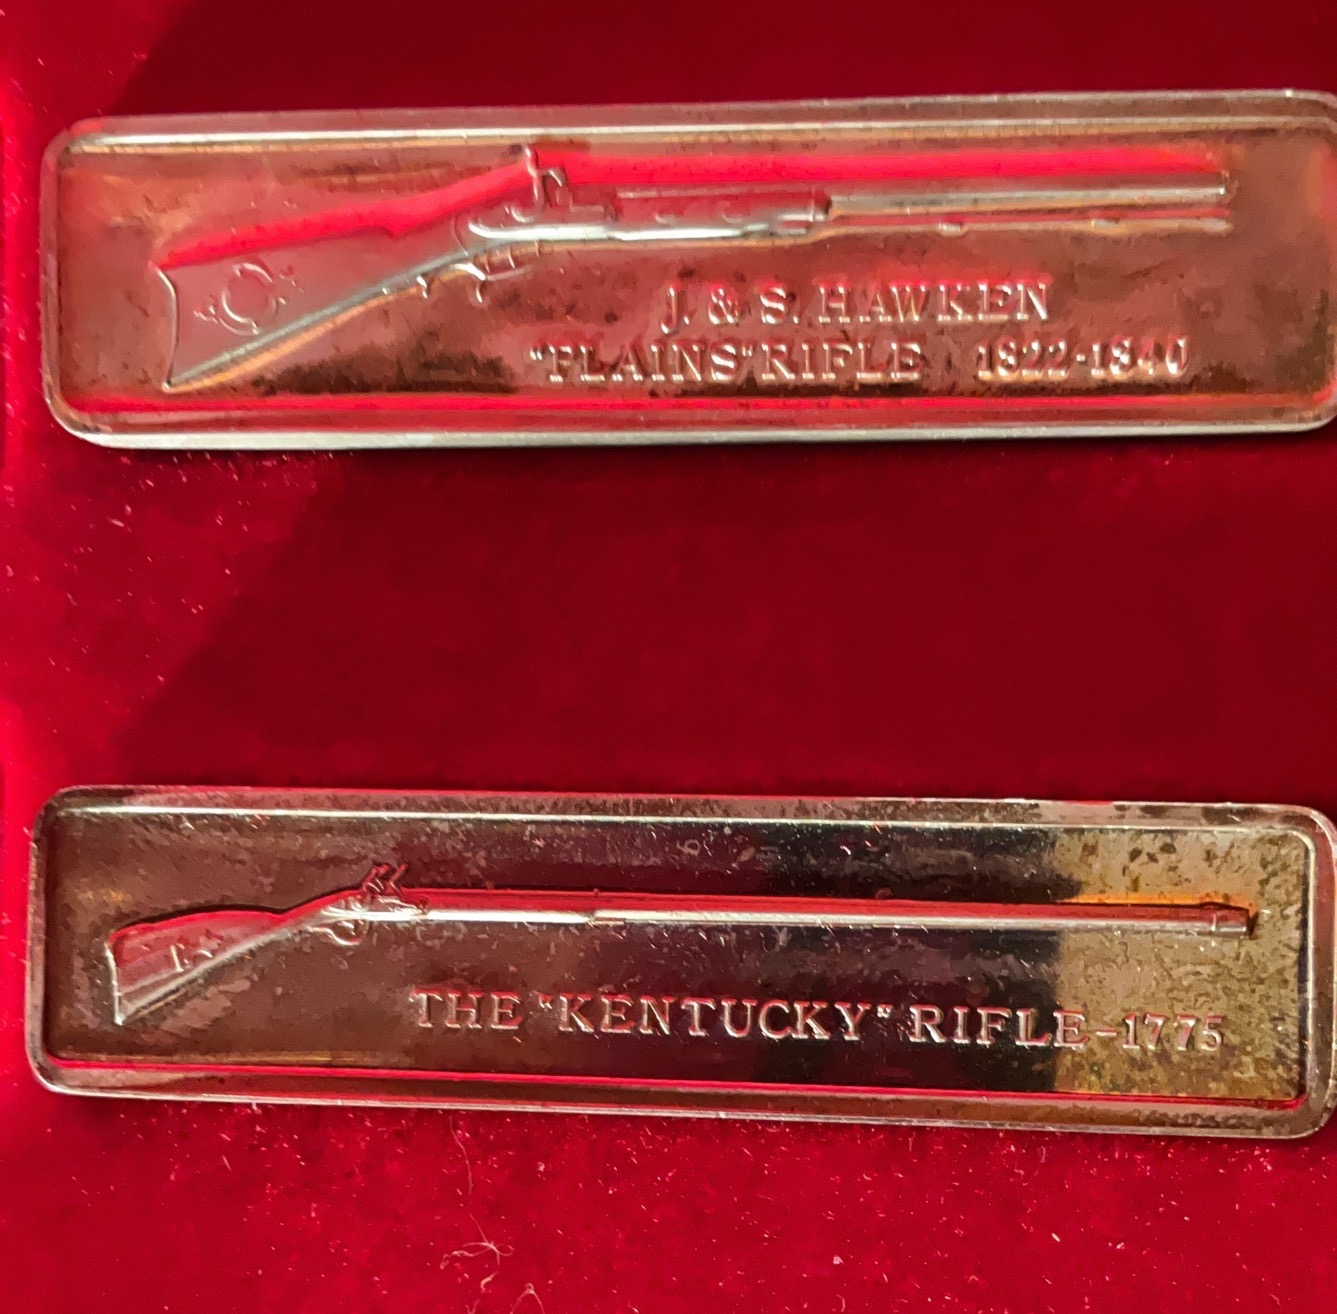 J. & S. HAWKEN
"PLAINS" RIFLE 1822-1840
THE "KENTUCKY" RIFLE-1775